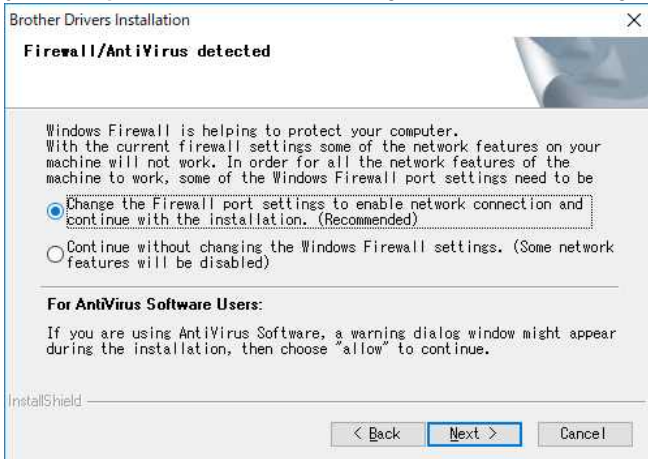 Brother Drivers Installation
Firewall/AntiVirus detected
Windows Firewall is helping to protect your computer.
With the current firewall settings some of the network features on your
machine will not work. In order for all the network features of the
machine to work, some of the Windows Firewall port settings need to be
Change the Firewall port settings to enable network connection and
continue with the installation. (Recommended)
Continue without changing the Windows Firewall settings. (Some network
features will be disabled)
For AntiVirus Software Users:
If you are using AntiVirus Software, a warning dialog window might appear
during the installation, then choose "allow" to continue.
InstallShield
< Back
Next >
Cancel